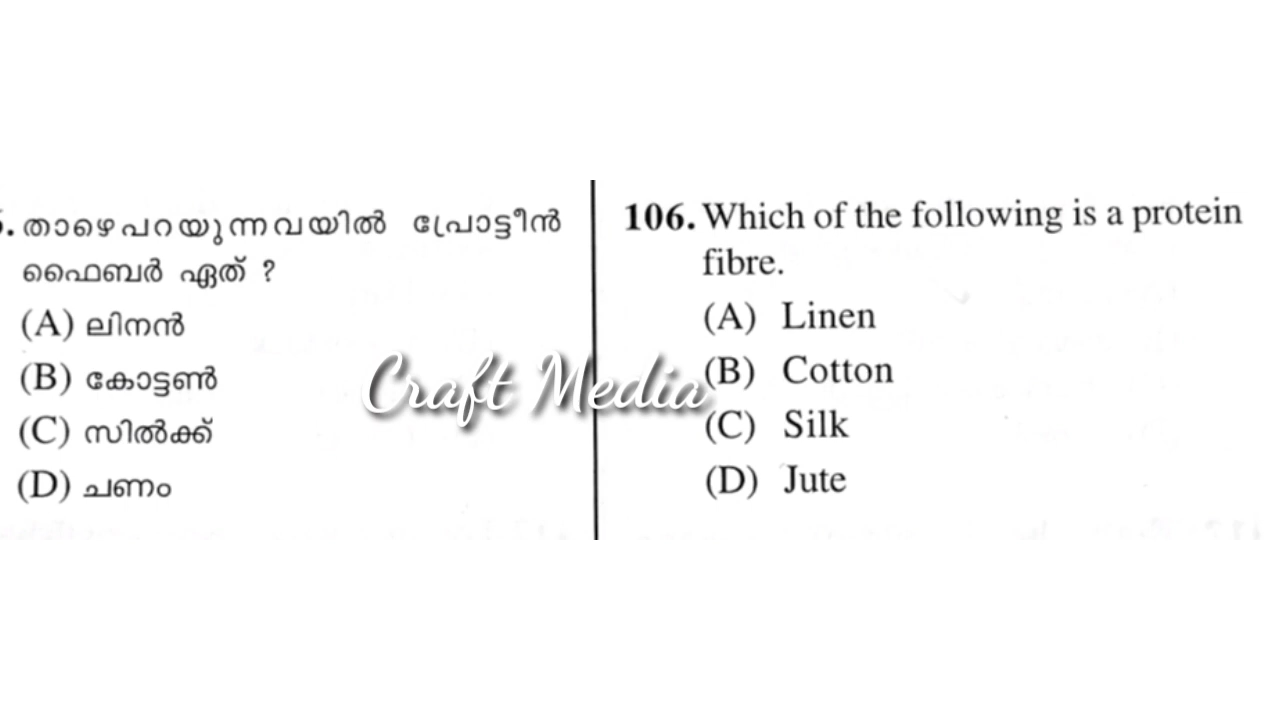 . താഴെപറയുന്നവയിൽ പ്രോട്ടീൻ
ഫൈബർ ഏത് ?
(A) ലിനൻ
(B) കോട്ടൺ
(C) സിൽക്ക്
(D) ചണം
106. Which of the following is a protein
fibre.
(A) Linen
(B) Cotton
(C) Silk
(D) Jute
Craft Media